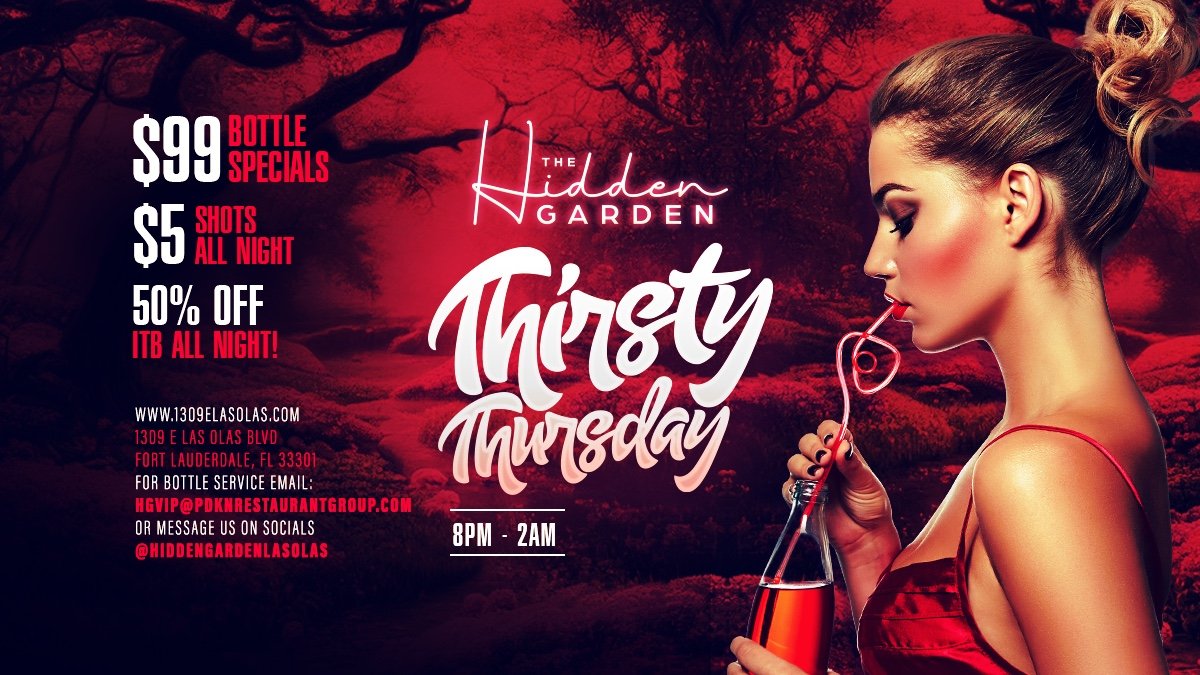 $99 BOTTLE
SPECIALS
$5 SHOTS
ALL NIGHT
50% OFF
ITB ALL NIGHT!
WWW.1309ELASOLAS.COM
1309 E LAS OLAS BLVD
FORT LAUDERDALE, FL 33301
FOR BOTTLE SERVICE EMAIL:
HGVIP@PDKNRESTAURANTGROUP.COM
OR MESSAGE US ON SOCIALS
@HIDDENGARDENLASOLAS
THE
Hidden
GARDEN
Thirsty
Thursday
8PM - 2AM